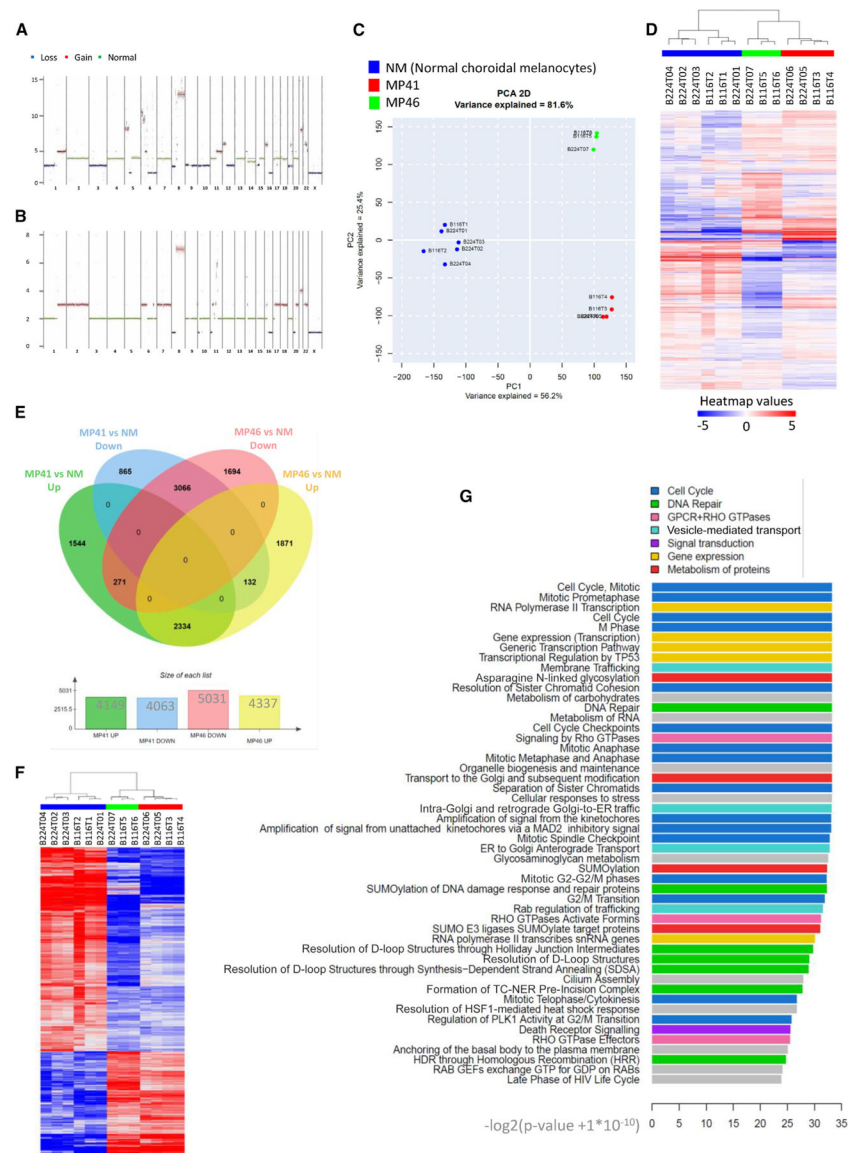 A
Loss Gain Normal
15
10
5
0
1 2 3 4 5 6 7 8 9 10 11 12 13 14 16 18 20 22 X
B
10
8
6
4
2
0
1 2 3 4 5 6 7 8 9 10 11 12 13 14 16 18 20 22 X
C
NM (Normal choroidal melanocytes)
MP41
MP46
PCA 2D
Variance explained = 81.6%
PC2
Variance explained = 25.4%
150
100
50
0
−50
−100
−150
B224T07
B116T1
B224T01
B224T03
B116T2
B224T02
B224T04
B116T4
B116T3
−200 −150 −100 −50 0 50 100 150
PC1
Variance explained = 56.2%
D
B224T04
B224T02
B224T03
B116T2
B116T1
B224T01
B224T07
B116T5
B116T6
B224T06
B224T05
B116T3
B116T4
Heatmap values
-5 0 5
E
MP41 vs NM
Down
MP46 vs NM
Down
MP41 vs NM
Up
MP46 vs NM
Up
865 1694
3066
0 0
1544 0 0 1871
0
271 132
0 0
2334
Size of each list
5031
2515.5
0
4149 4063 5031 4337
MP41 UP
MP41 DOWN
MP46 DOWN
MP46 UP
F
B224T04
B224T02
B224T03
B116T2
B116T1
B224T01
B224T07
B116T5
B116T6
B224T06
B224T05
B116T3
B116T4
G
Cell Cycle
DNA Repair
GPCR+RHO GTPases
Vesicle-mediated transport
Signal transduction
Gene expression
Metabolism of proteins
Cell Cycle, Mitotic
Mitotic Prometaphase
RNA Polymerase II Transcription
Cell Cycle
M Phase
Gene expression (Transcription)
Generic Transcription Pathway
Transcriptional Regulation by TP53
Membrane Trafficking
Asparagine N-linked glycosylation
Resolution of Sister Chromatid Cohesion
Metabolism of carbohydrates
DNA Repair
Metabolism of RNA
Cell Cycle Checkpoints
Signaling by Rho GTPases
Mitotic Anaphase
Mitotic Metaphase and Anaphase
Organelle biogenesis and maintenance
Transport to the Golgi and subsequent modification
Separation of Sister Chromatids
Cellular responses to stress
Intra-Golgi and retrograde Golgi-to-ER traffic
Amplification of signal from the kinetochores
Amplification of signal from unattached kinetochores via a MAD2 inhibitory signal
Mitotic Spindle Checkpoint
ER to Golgi Anterograde Transport
Glycosaminoglycan metabolism
SUMOylation
Mitotic G2-G2/M phases
SUMOylation of DNA damage response and repair proteins
G2/M Transition
Rab regulation of trafficking
RHO GTPases Activate Formins
SUMO E3 ligases SUMOylate target proteins
RNA polymerase II transcribes snRNA genes
Resolution of D-loop Structures through Holliday Junction Intermediates
Resolution of D-Loop Structures
Resolution of D-loop Structures through Synthesis−Dependent Strand Annealing (SDSA)
Cilium Assembly
Formation of TC-NER Pre-Incision Complex
Mitotic Telophase/Cytokinesis
Resolution of HSF1-mediated heat shock response
Regulation of PLK1 Activity at G2/M Transition
Death Receptor Signalling
RHO GTPase Effectors
Anchoring of the basal body to the plasma membrane
HDR through Homologous Recombination (HRR)
RAB GEFs exchange GTP for GDP on RABs
Late Phase of HIV Life Cycle
-log2(p-value +1*10^-10)
0 5 10 15 20 25 30 35